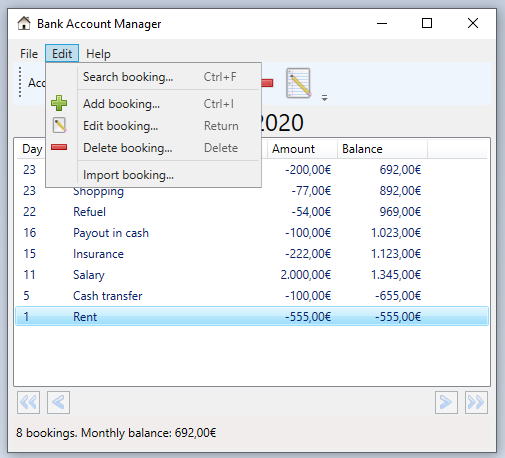 Bank Account Manager
File Edit Help
Search booking... Ctrl+F
Add booking... Ctrl+I
Edit booking... Return
Delete booking... Delete
Import booking...
2020
Day Amount Balance
23 -200,00€ 692,00€
23 Shopping -77,00€ 892,00€
22 Refuel -54,00€ 969,00€
16 Payout in cash -100,00€ 1.023,00€
15 Insurance -222,00€ 1.123,00€
11 Salary 2.000,00€ 1.345,00€
5 Cash transfer -100,00€ -655,00€
1 Rent -555,00€ -555,00€
8 bookings. Monthly balance: 692,00€